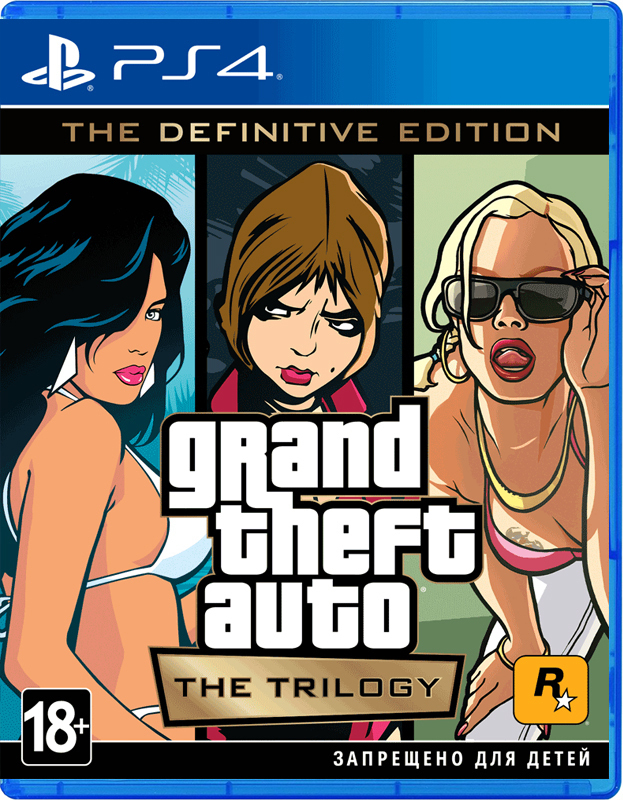 PS4
THE DEFINITIVE EDITION
grand
theft
auto
THE TRILOGY
R
18+
ЗАПРЕЩЕНО ДЛЯ ДЕТЕЙ